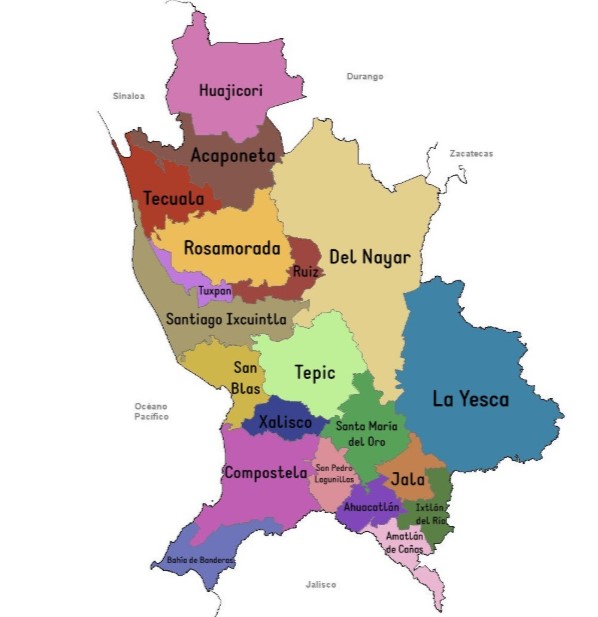 Huajicori
Durango
Sinaloa
Zacatecas
Acaponeta
Tecuala
Rosamorada
Ruiz
Del Nayar
Tuxpan
Santiago Ixcuintla
San
Blas
Tepic
La Yesca
Océano
Pacífico
Xalisco
Santa María
del Oro
Compostela
San Pedro
Lagunillas
Jala
Ahuacatlán
Ixtlán
del Río
Amatlán
de Cañas
Bahía de Banderas
Jalisco